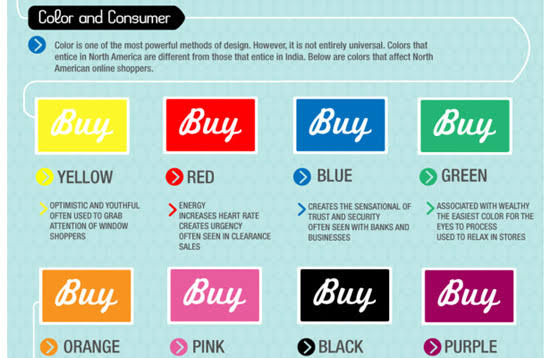 Color and Consumer
Color is one of the most powerful methods of design. However, it is not entirely universal. Colors that
entice in North America are different from those that entice in India. Below are colors that affect North
American online shoppers.
Buy
Buy
Buy
Buy
YELLOW
RED
BLUE
GREEN
OPTIMISTIC AND YOUTHFUL
OFTEN USED TO GRAB
ATTENTION OF WINDOW
SHOPPERS
ENERGY
INCREASES HEART RATE
CREATES URGENCY
OFTEN SEEN IN CLEARANCE
SALES
CREATES THE SENSATIONAL OF
TRUST AND SECURITY
OFTEN SEEN WITH BANKS AND
BUSINESSES
ASSOCIATED WITH WEALTHY
THE EASIEST COLOR FOR THE
EYES TO PROCESS
USED TO RELAX IN STORES
Buy
Buy
Buy
Buy
ORANGE
PINK
BLACK
PURPLE